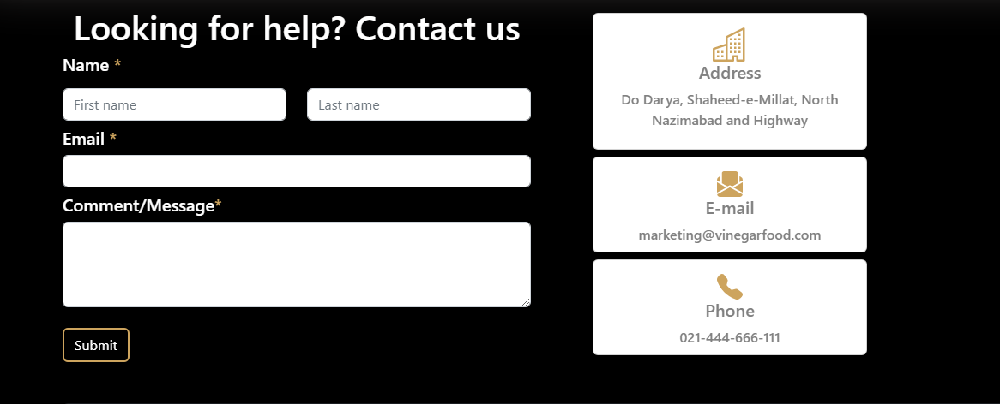 Looking for help? Contact us
Name *
First name
Last name
Email *
Comment/Message*
Submit
Address
Do Darya, Shaheed-e-Millat, North
Nazimabad and Highway
E-mail
marketing@vinegarfood.com
Phone
021-444-666-111